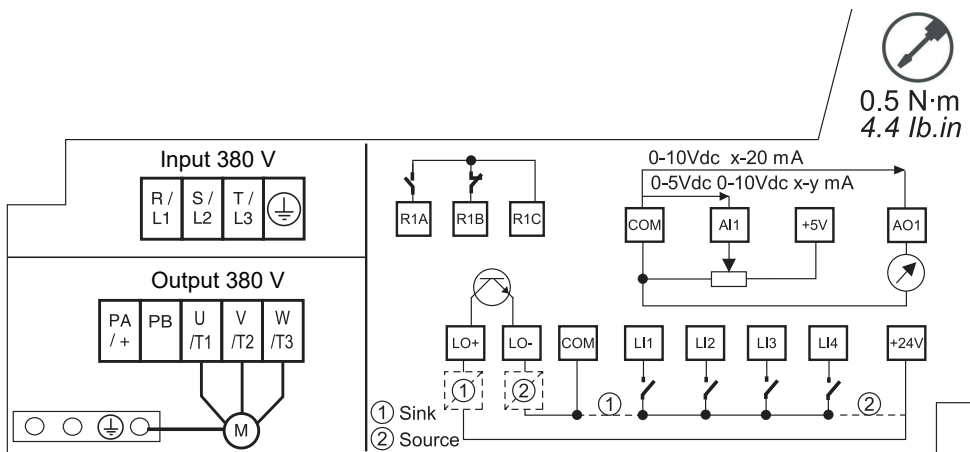 0.5 N·m
4.4 lb.in
Input 380 V
R / L1
S / L2
T / L3
Output 380 V
PA / +
PB
U /T1
V /T2
W /T3
M
R1A
R1B
R1C
0-10Vdc x-20 mA
0-5Vdc 0-10Vdc x-y mA
COM
AI1
+5V
AO1
LO+
LO-
COM
LI1
LI2
LI3
LI4
+24V
1
2
1
2
1 Sink
2 Source